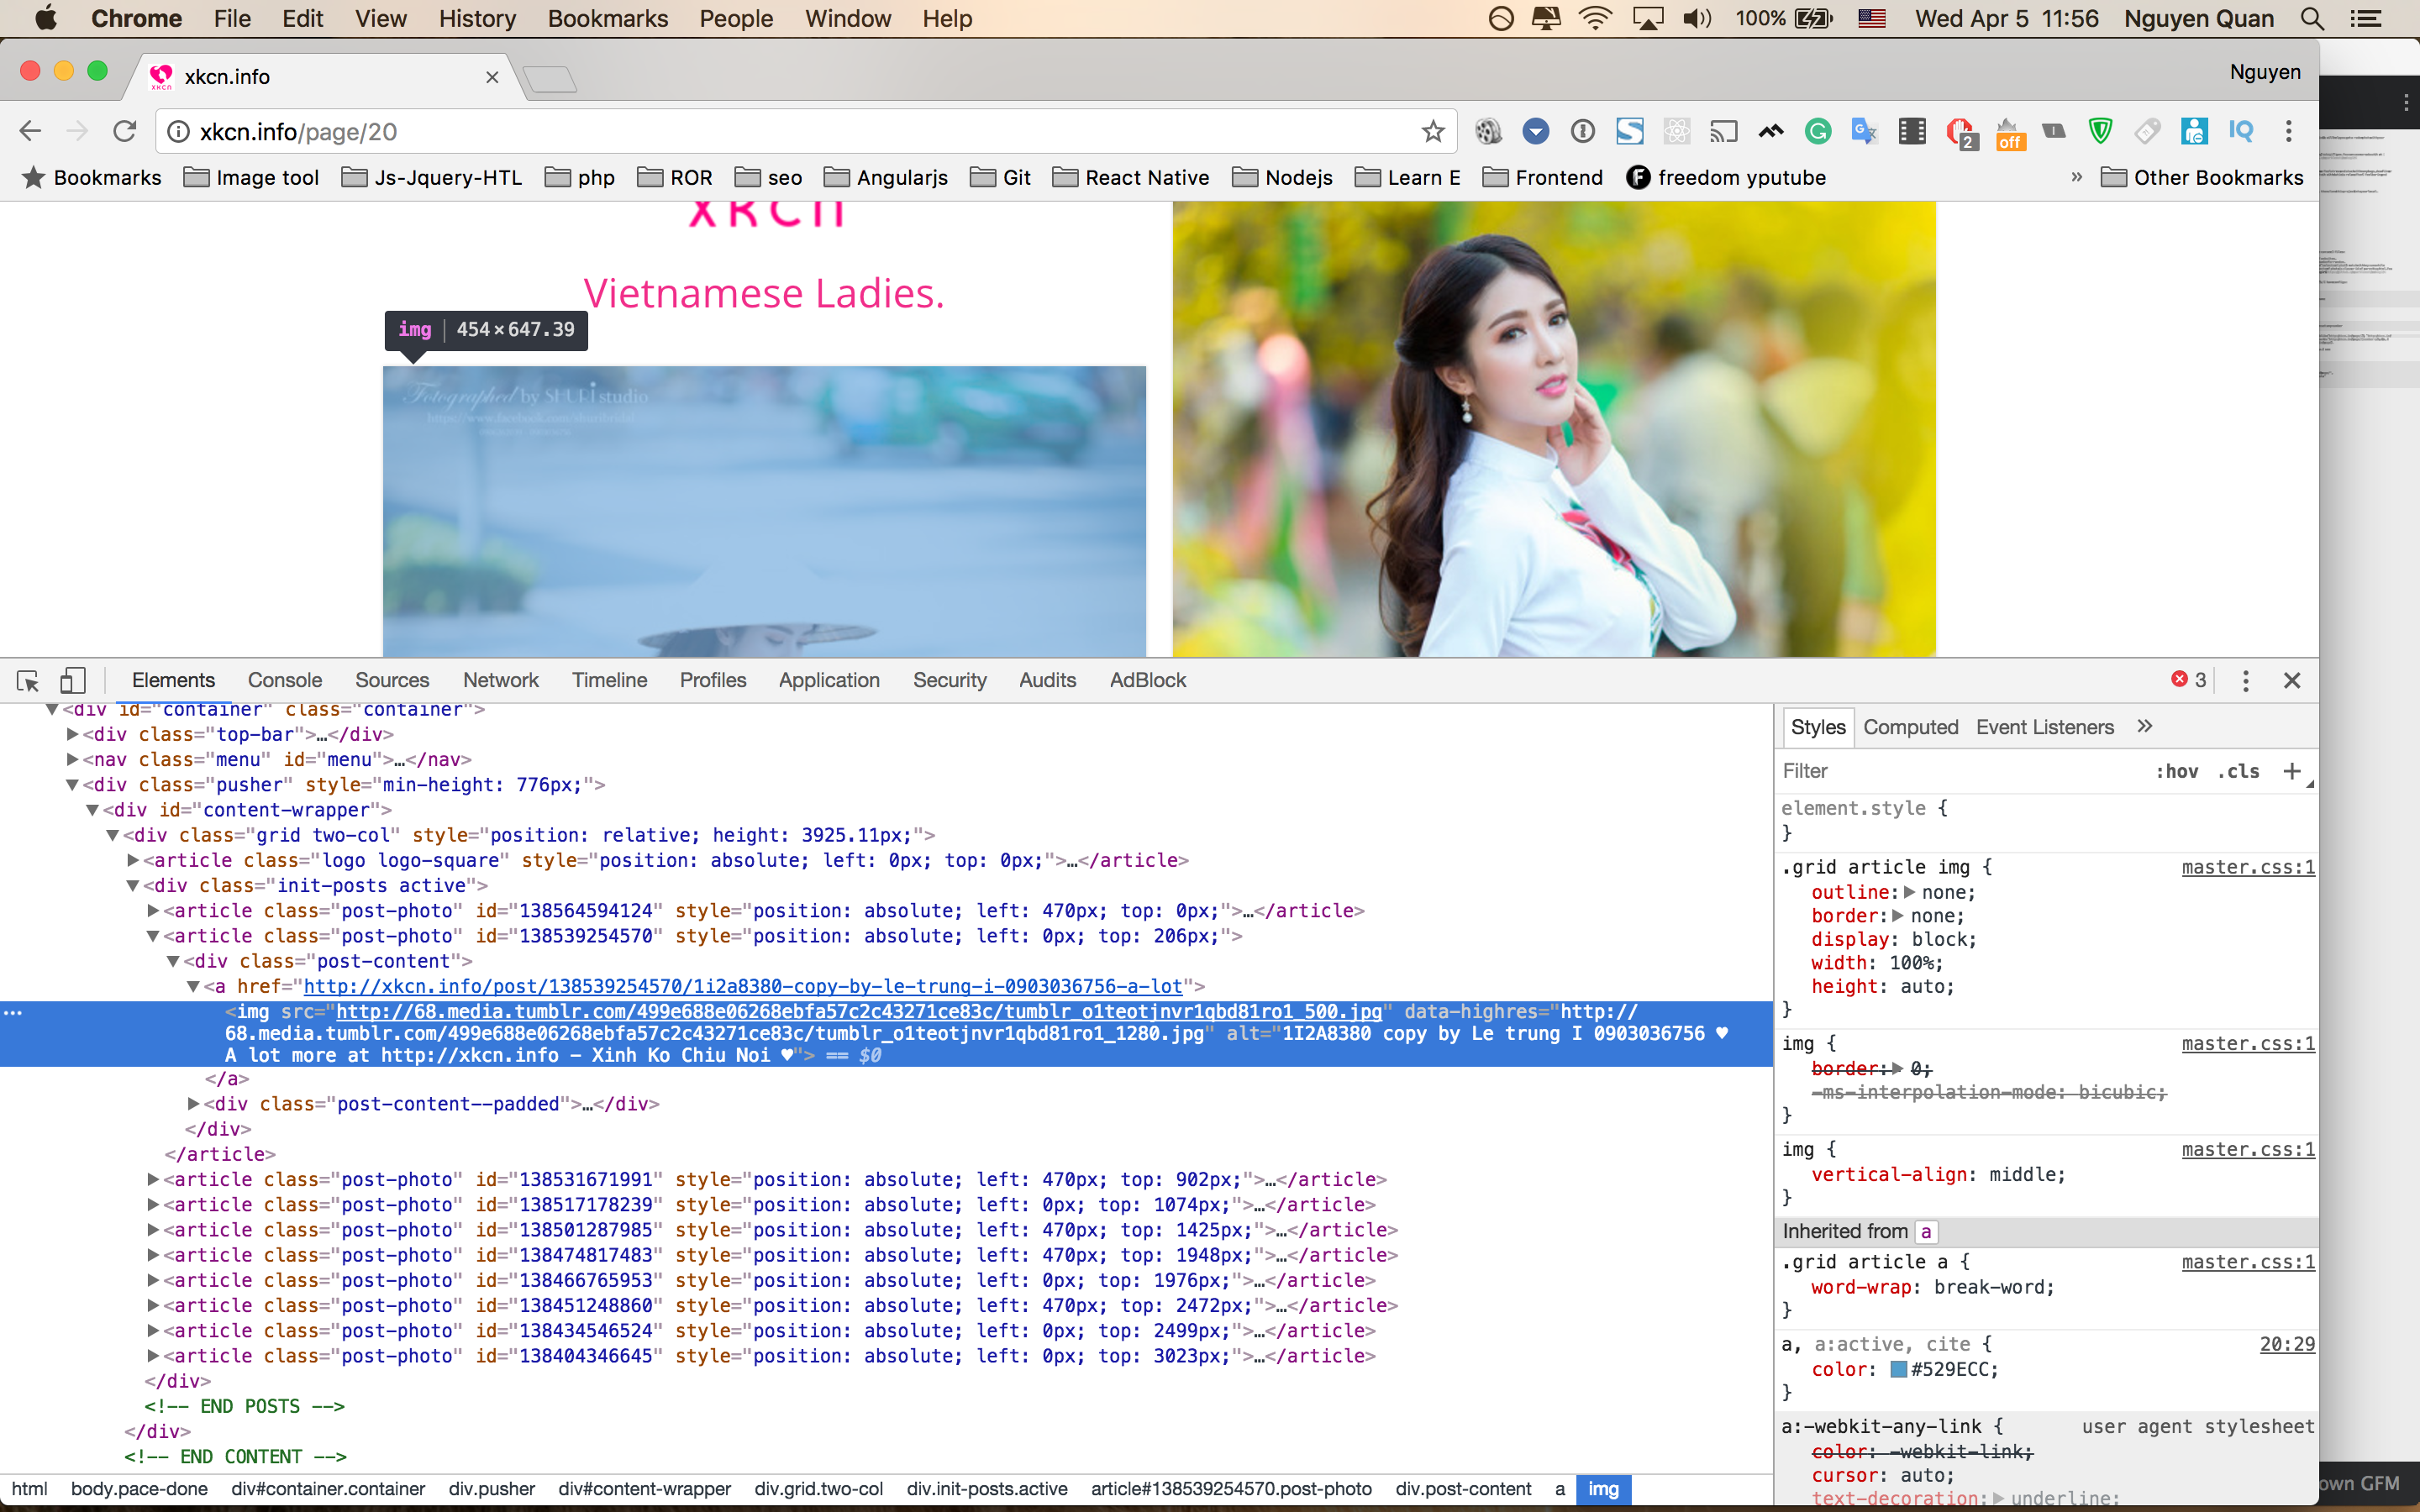 Chrome File Edit View History Bookmarks People Window Help 100% Wed Apr 5 11:56 Nguyen Quan
xkcn.info Nguyen
xkcn.info/page/20 2 off IQ
Bookmarks Image tool Js-Jquery-HTL php ROR seo Angularjs Git React Native Nodejs Learn E Frontend freedom yputube » Other Bookmarks
xkcn
Vietnamese Ladies.
img 454×647.39
Fotographed by SHURI studio
Elements Console Sources Network Timeline Profiles Application Security Audits AdBlock 3
▼<div id="container" class="container">
▶<div class="top-bar">…</div>
▶<nav class="menu" id="menu">…</nav>
▼<div class="pusher" style="min-height: 776px;">
▼<div id="content-wrapper">
▼<div class="grid two-col" style="position: relative; height: 3925.11px;">
▶<article class="logo logo-square" style="position: absolute; left: 0px; top: 0px;">…</article>
▼<div class="init-posts active">
▶<article class="post-photo" id="138564594124" style="position: absolute; left: 470px; top: 0px;">…</article>
▼<article class="post-photo" id="138539254570" style="position: absolute; left: 0px; top: 206px;">
▼<div class="post-content">
▼<a href="http://xkcn.info/post/138539254570/1i2a8380-copy-by-le-trung-i-0903036756-a-lot">
… <img src="http://68.media.tumblr.com/499e688e06268ebfa57c2c43271ce83c/tumblr_o1teotjnvr1qbd81ro1_500.jpg" data-highres="http://
68.media.tumblr.com/499e688e06268ebfa57c2c43271ce83c/tumblr_o1teotjnvr1qbd81ro1_1280.jpg" alt="1I2A8380 copy by Le trung I 0903036756 ♥
A lot more at http://xkcn.info – Xinh Ko Chiu Noi ♥"> == $0
</a>
▶<div class="post-content--padded">…</div>
</div>
</article>
▶<article class="post-photo" id="138531671991" style="position: absolute; left: 470px; top: 902px;">…</article>
▶<article class="post-photo" id="138517178239" style="position: absolute; left: 0px; top: 1074px;">…</article>
▶<article class="post-photo" id="138501287985" style="position: absolute; left: 470px; top: 1425px;">…</article>
▶<article class="post-photo" id="138474817483" style="position: absolute; left: 470px; top: 1948px;">…</article>
▶<article class="post-photo" id="138466765953" style="position: absolute; left: 0px; top: 1976px;">…</article>
▶<article class="post-photo" id="138451248860" style="position: absolute; left: 470px; top: 2472px;">…</article>
▶<article class="post-photo" id="138434546524" style="position: absolute; left: 0px; top: 2499px;">…</article>
▶<article class="post-photo" id="138404346645" style="position: absolute; left: 0px; top: 3023px;">…</article>
</div>
<!-- END POSTS -->
</div>
<!-- END CONTENT -->
html body.pace-done div#container.container div.pusher div#content-wrapper div.grid.two-col div.init-posts.active article#138539254570.post-photo div.post-content a img
Styles Computed Event Listeners »
Filter :hov .cls +
element.style {
}
.grid article img { master.css:1
outline:▶ none;
border:▶ none;
display: block;
width: 100%;
height: auto;
}
img { master.css:1
border:▶ 0;
-ms-interpolation-mode: bicubic;
}
img { master.css:1
vertical-align: middle;
}
Inherited from a
.grid article a { master.css:1
word-wrap: break-word;
}
a, a:active, cite { 20:29
color: #529ECC;
}
a:-webkit-any-link { user agent stylesheet
color: -webkit-link;
cursor: auto;
text-decoration:▶ underline;
own GFM